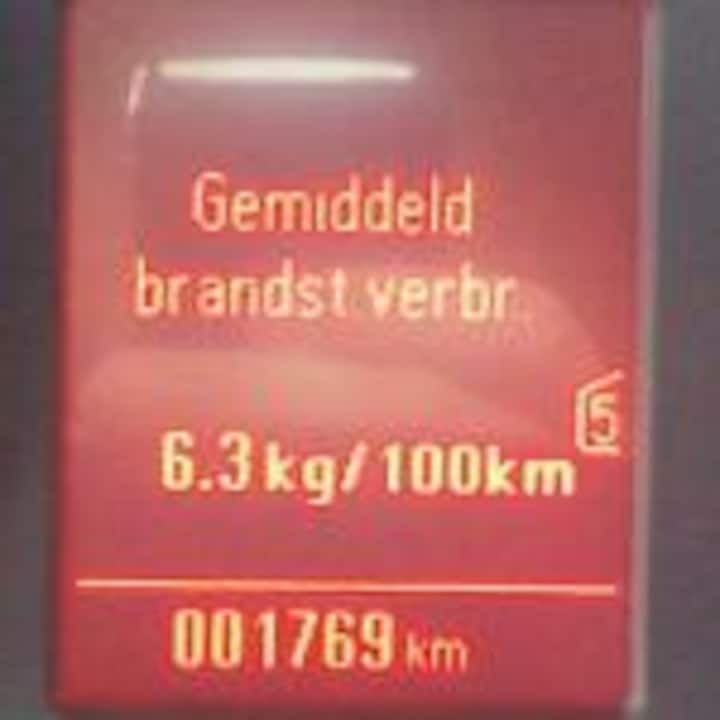 Gemiddeld
brandst verbr.
5
6.3 kg/100km
001769 km